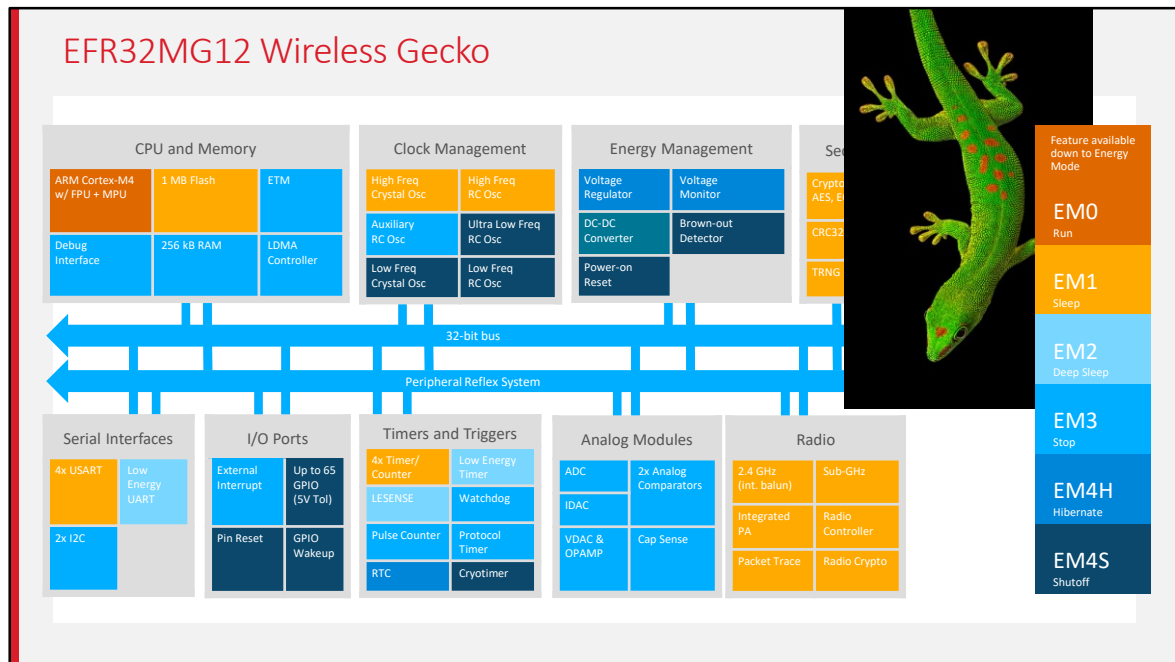 EFR32MG12 Wireless Gecko
CPU and Memory
ARM Cortex-M4
w/ FPU + MPU
1 MB Flash
ETM
Debug
Interface
256 kB RAM
LDMA
Controller
Clock Management
High Freq
Crystal Osc
High Freq
RC Osc
Auxiliary
RC Osc
Ultra Low Freq
RC Osc
Low Freq
Crystal Osc
Low Freq
RC Osc
Energy Management
Voltage
Regulator
Voltage
Monitor
DC-DC
Converter
Brown-out
Detector
Power-on
Reset
CRC32
TRNG
32-bit bus
Peripheral Reflex System
Serial Interfaces
4x USART
Low
Energy
UART
2x I2C
I/O Ports
External
Interrupt
Up to 65
GPIO
(5V Tol)
Pin Reset
GPIO
Wakeup
Timers and Triggers
4x Timer/
Counter
Low Energy
Timer
LESENSE
Watchdog
Pulse Counter
Protocol
Timer
RTC
Cryotimer
Analog Modules
ADC
2x Analog
Comparators
IDAC
VDAC &
OPAMP
Cap Sense
Radio
2.4 GHz
(int. balun)
Sub-GHz
Integrated
PA
Radio
Controller
Packet Trace
Radio Crypto
Feature available
down to Energy
Mode
EM0
Run
EM1
Sleep
EM2
Deep Sleep
EM3
Stop
EM4H
Hibernate
EM4S
Shutoff